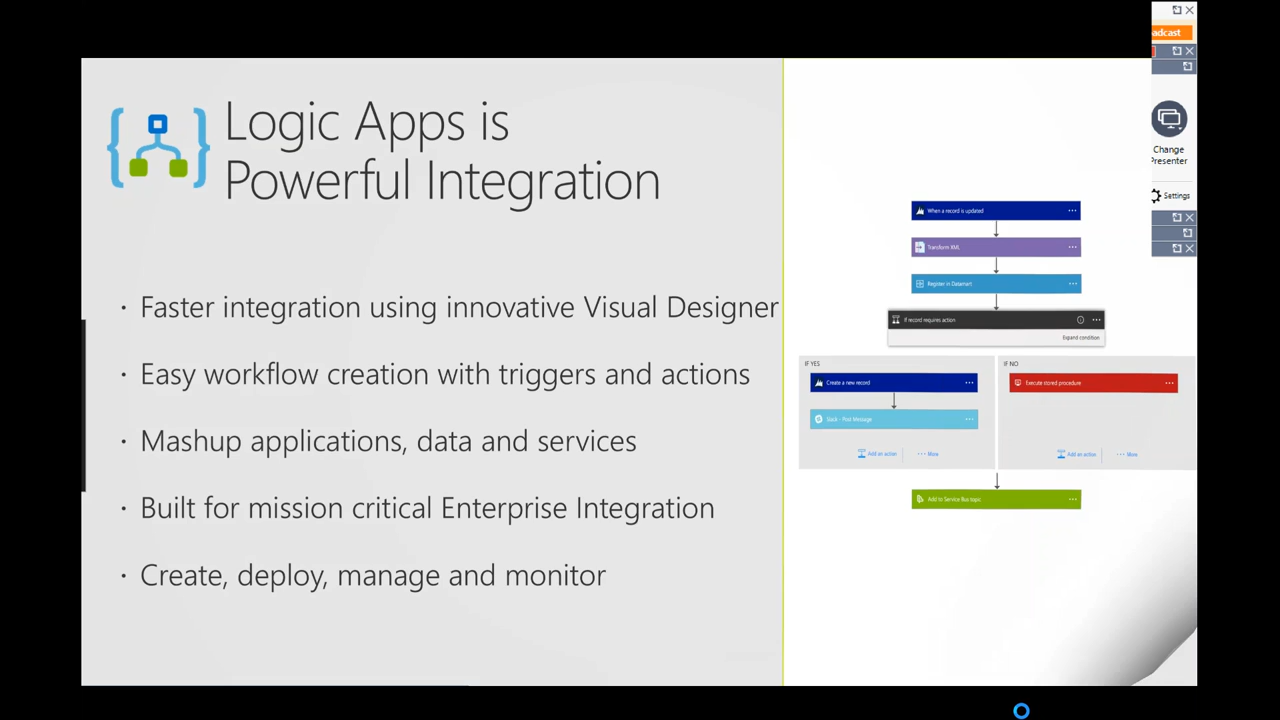 Logic Apps is
Powerful Integration
· Faster integration using innovative Visual Designer
· Easy workflow creation with triggers and actions
· Mashup applications, data and services
· Built for mission critical Enterprise Integration
· Create, deploy, manage and monitor
When a record is updated
Transform XML
Register in Datamart
If record requires action
Expand condition
IF YES
IF NO
Create a new record
Execute stored procedure
Slack - Post Message
Add an action
More
Add an action
More
Add to Service Bus topic
adcast
Change
Presenter
Settings